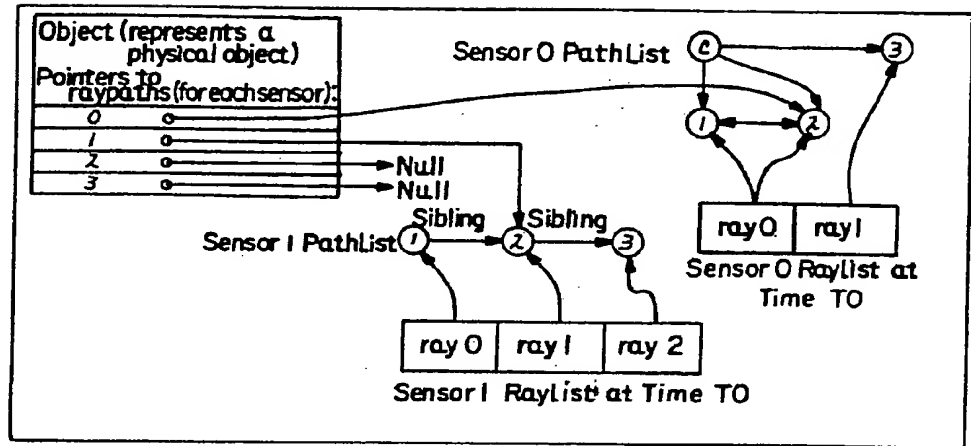 Object (represents a
physical object)
Pointers to
raypaths (for each sensor):
0
1
2
3
Null
Null
Sensor 0 PathList
c
3
1
2
ray 0
ray 1
Sensor 0 Raylist at
Time T0
Sibling
Sibling
Sensor 1 PathList
1
2
3
ray 0
ray 1
ray 2
Sensor 1 Raylist at Time T0